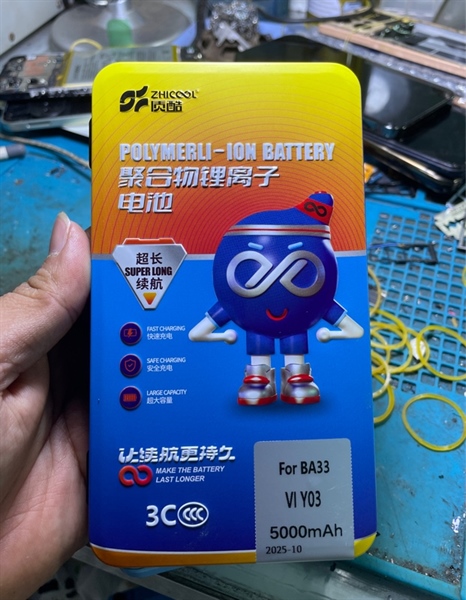 ZHICOOL
质酷
POLYMERLI-ION BATTERY
聚合物锂离子
电池
超长
SUPER LONG
续航
FAST CHARGING
快速充电
SAFE CHARGING
安全充电
LARGE CAPACITY
超大容量
让续航更持久
MAKE THE BATTERY
LAST LONGER
3C CCC
For BA33
VI Y03
5000mAh
2025-10